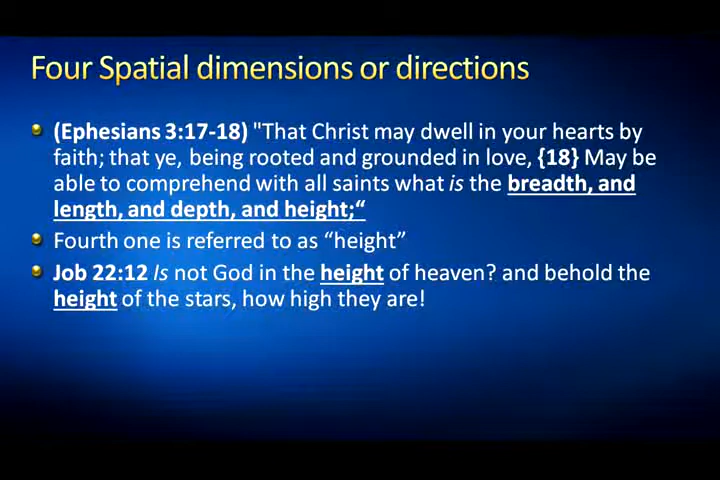 Four Spatial dimensions or directions
(Ephesians 3:17-18) "That Christ may dwell in your hearts by
faith; that ye, being rooted and grounded in love, {18} May be
able to comprehend with all saints what is the breadth, and
length, and depth, and height;“
Fourth one is referred to as “height”
Job 22:12 Is not God in the height of heaven? and behold the
height of the stars, how high they are!